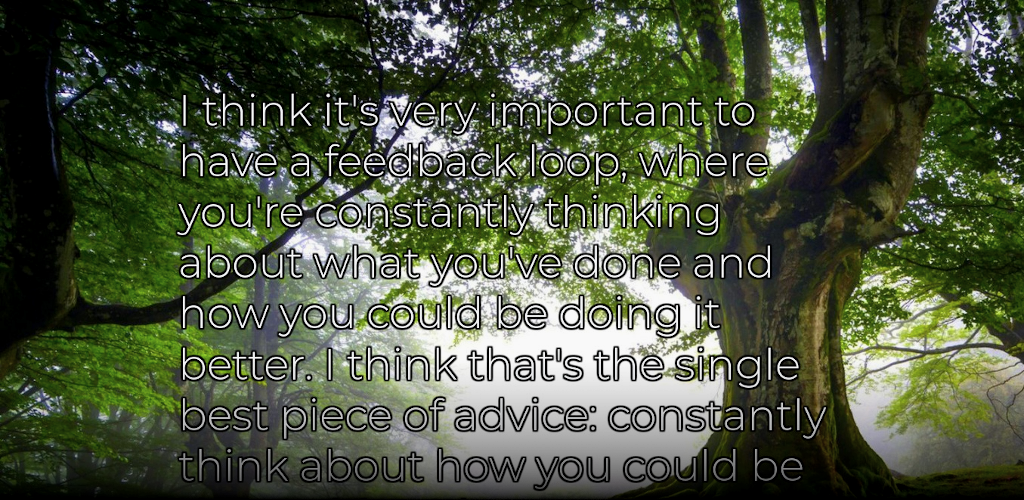 I think it's very important to
have a feedback loop, where
you're constantly thinking
about what you've done and
how you could be doing it
better. I think that's the single
best piece of advice: constantly
think about how you could be